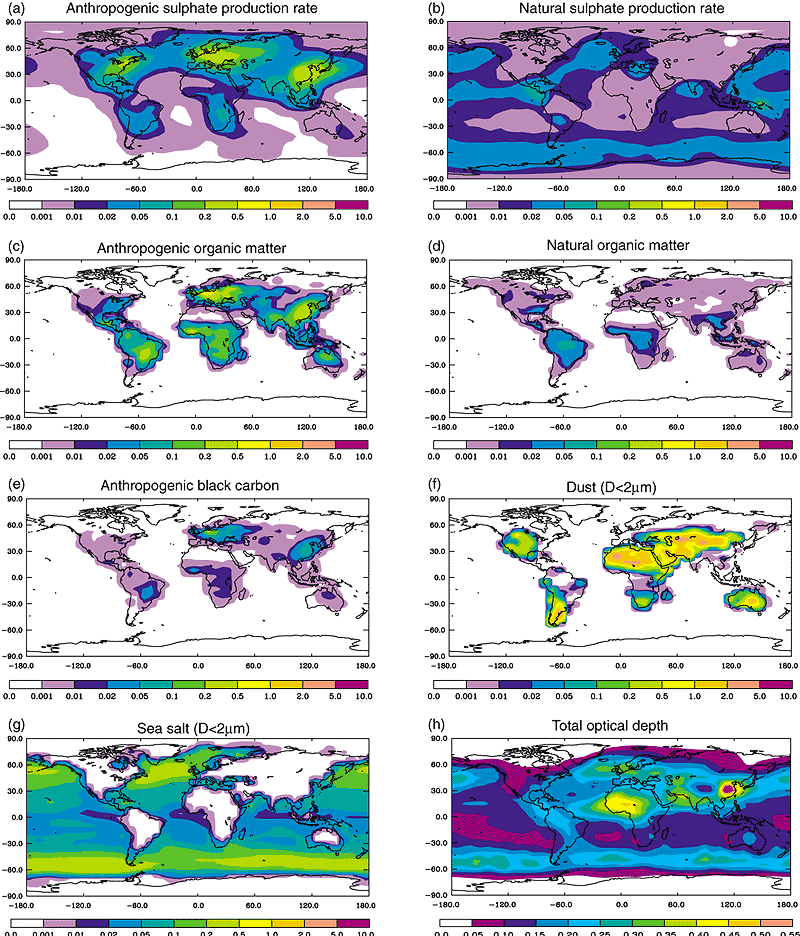 (a) Anthropogenic sulphate production rate
90.0
60.0
30.0
0.0
−30.0
−60.0
−90.0
−180.0 −120.0 −60.0 0.0 60.0 120.0 180.0
0.0 0.001 0.01 0.02 0.05 0.1 0.2 0.5 1.0 2.0 5.0 10.0
(b) Natural sulphate production rate
90.0
60.0
30.0
0.0
−30.0
−60.0
−90.0
−180.0 −120.0 −60.0 0.0 60.0 120.0 180.0
0.0 0.001 0.01 0.02 0.05 0.1 0.2 0.5 1.0 2.0 5.0 10.0
(c) Anthropogenic organic matter
90.0
60.0
30.0
0.0
−30.0
−60.0
−90.0
−180.0 −120.0 −60.0 0.0 60.0 120.0 180.0
0.0 0.001 0.01 0.02 0.05 0.1 0.2 0.5 1.0 2.0 5.0 10.0
(d) Natural organic matter
90.0
60.0
30.0
0.0
−30.0
−60.0
−90.0
−180.0 −120.0 −60.0 0.0 60.0 120.0 180.0
0.0 0.001 0.01 0.02 0.05 0.1 0.2 0.5 1.0 2.0 5.0 10.0
(e) Anthropogenic black carbon
90.0
60.0
30.0
0.0
−30.0
−60.0
−90.0
−180.0 −120.0 −60.0 0.0 60.0 120.0 180.0
0.0 0.001 0.01 0.02 0.05 0.1 0.2 0.5 1.0 2.0 5.0 10.0
(f) Dust (D<2µm)
90.0
60.0
30.0
0.0
−30.0
−60.0
−90.0
−180.0 −120.0 −60.0 0.0 60.0 120.0 180.0
0.0 0.001 0.01 0.02 0.05 0.1 0.2 0.5 1.0 2.0 5.0 10.0
(g) Sea salt (D<2µm)
90.0
60.0
30.0
0.0
−30.0
−60.0
−90.0
−180.0 −120.0 −60.0 0.0 60.0 120.0 180.0
0.0 0.001 0.01 0.02 0.05 0.1 0.2 0.5 1.0 2.0 5.0 10.0
(h) Total optical depth
90.0
60.0
30.0
0.0
−30.0
−60.0
−90.0
−180.0 −120.0 −60.0 0.0 60.0 120.0 180.0
0.0 0.05 0.10 0.15 0.20 0.25 0.30 0.35 0.40 0.45 0.50 0.55